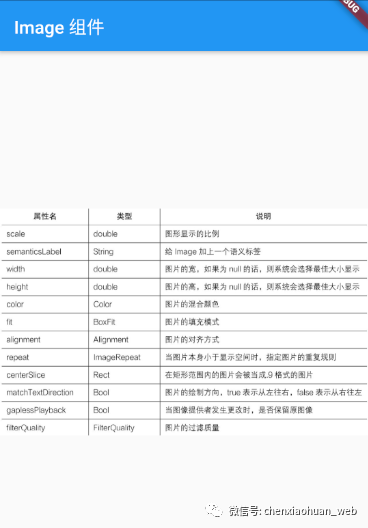 Image 组件
BUG
属性名 类型 说明
scale double 图形显示的比例
semanticsLabel String 给 Image 加上一个语义标签
width double 图片的宽，如果为 null 的话，则系统会选择最佳大小显示
height double 图片的高，如果为 null 的话，则系统会选择最佳大小显示
color Color 图片的混合颜色
fit BoxFit 图片的填充模式
alignment Alignment 图片的对齐方式
repeat ImageRepeat 当图片本身小于显示空间时，指定图片的重复规则
centerSlice Rect 在矩形范围内的图片会被当成.9 格式的图片
matchTextDirection Bool 图片的绘制方向，true 表示从左往右，false 表示从右往左
gaplessPlayback Bool 当图像提供者发生更改时，是否保留原图像
filterQuality FilterQuality 图片的过滤质量
微信号: chenxiaohuan_web